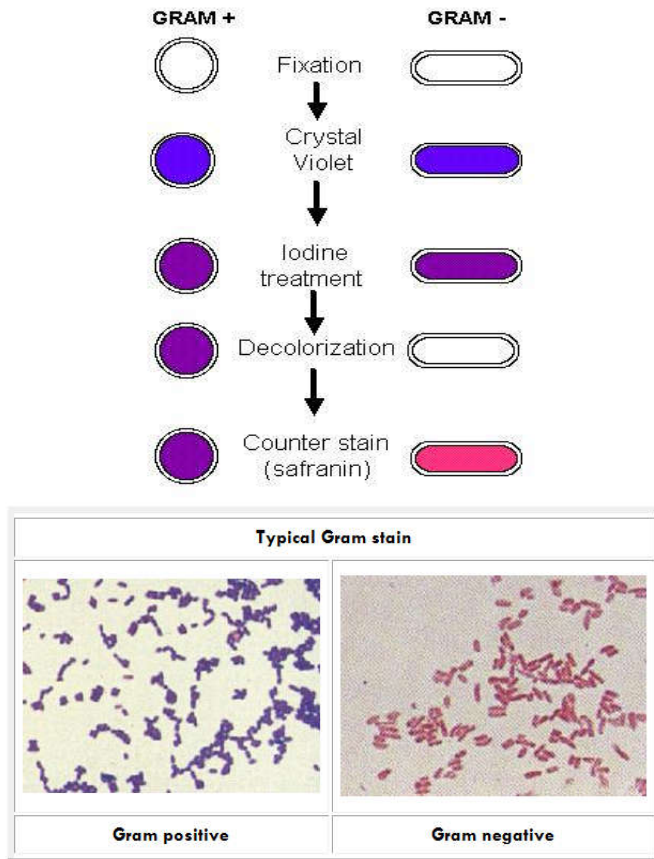 GRAM +
GRAM -
Fixation
Crystal
Violet
Iodine
treatment
Decolorization
Counter stain
(safranin)
Typical Gram stain
Gram positive
Gram negative